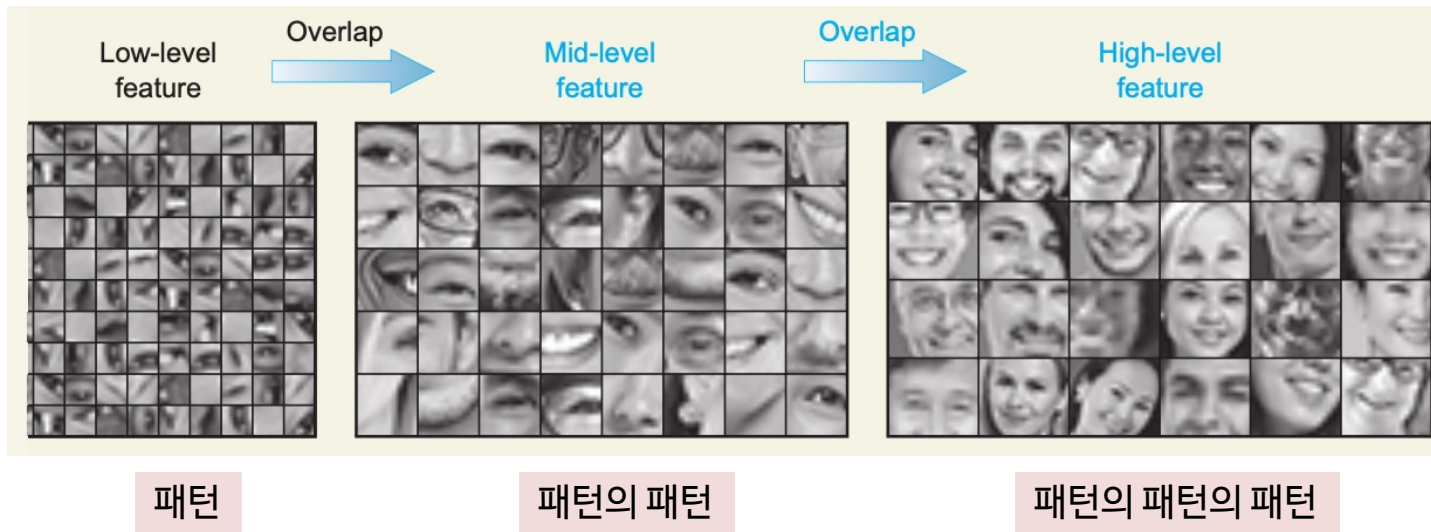 Low-level
feature
Overlap
Mid-level
feature
Overlap
High-level
feature
패턴
패턴의 패턴
패턴의 패턴의 패턴